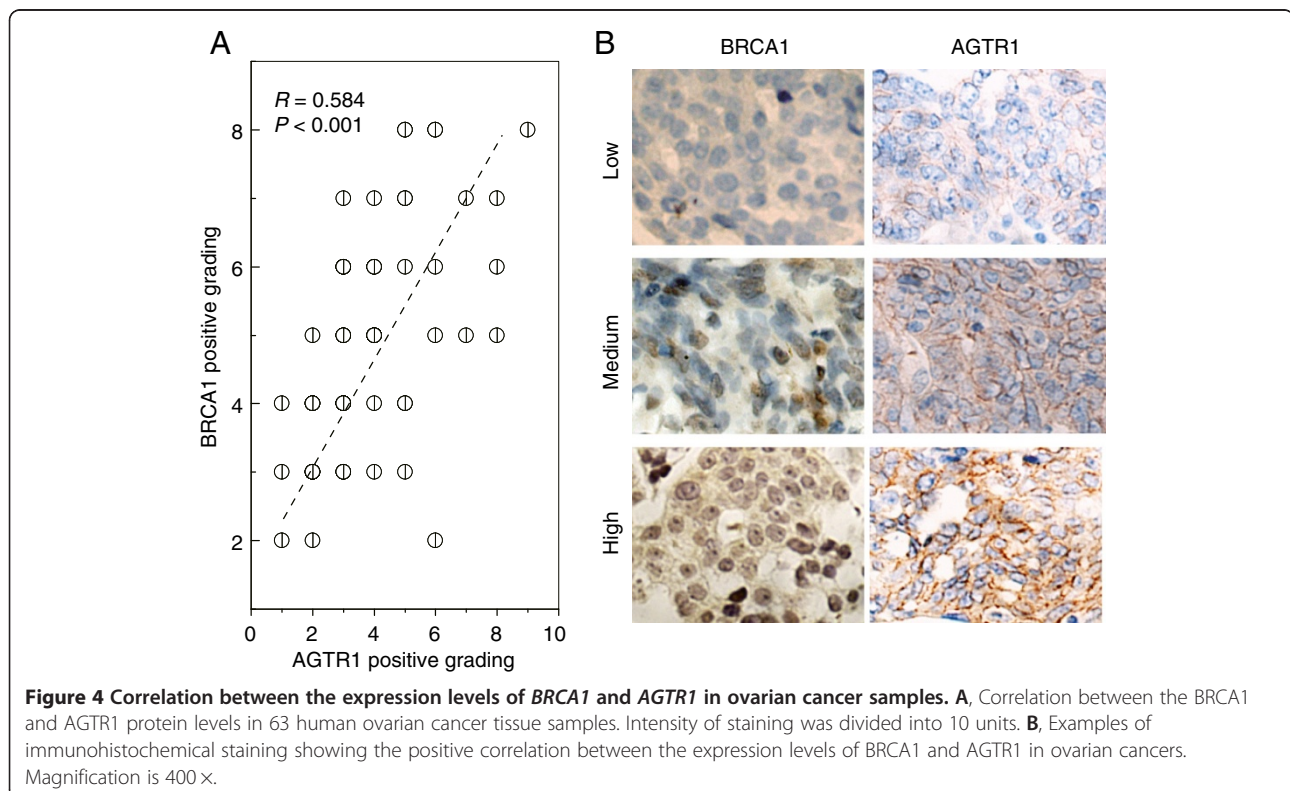 A
R = 0.584
P < 0.001
8
6
4
2
BRCA1 positive grading
0 2 4 6 8 10
AGTR1 positive grading
B
BRCA1 AGTR1
Low
Medium
High
Figure 4 Correlation between the expression levels of BRCA1 and AGTR1 in ovarian cancer samples. A, Correlation between the BRCA1
and AGTR1 protein levels in 63 human ovarian cancer tissue samples. Intensity of staining was divided into 10 units. B, Examples of
immunohistochemical staining showing the positive correlation between the expression levels of BRCA1 and AGTR1 in ovarian cancers.
Magnification is 400 ×.